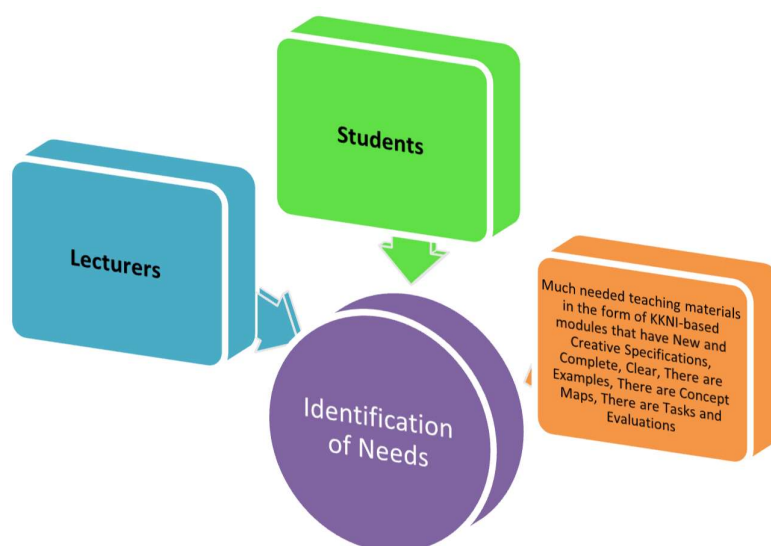 Students
Lecturers
Much needed teaching materials
in the form of KKNI-based
modules that have New and
Creative Specifications,
Complete, Clear, There are
Examples, There are Concept
Maps, There are Tasks and
Evaluations
Identification
of Needs